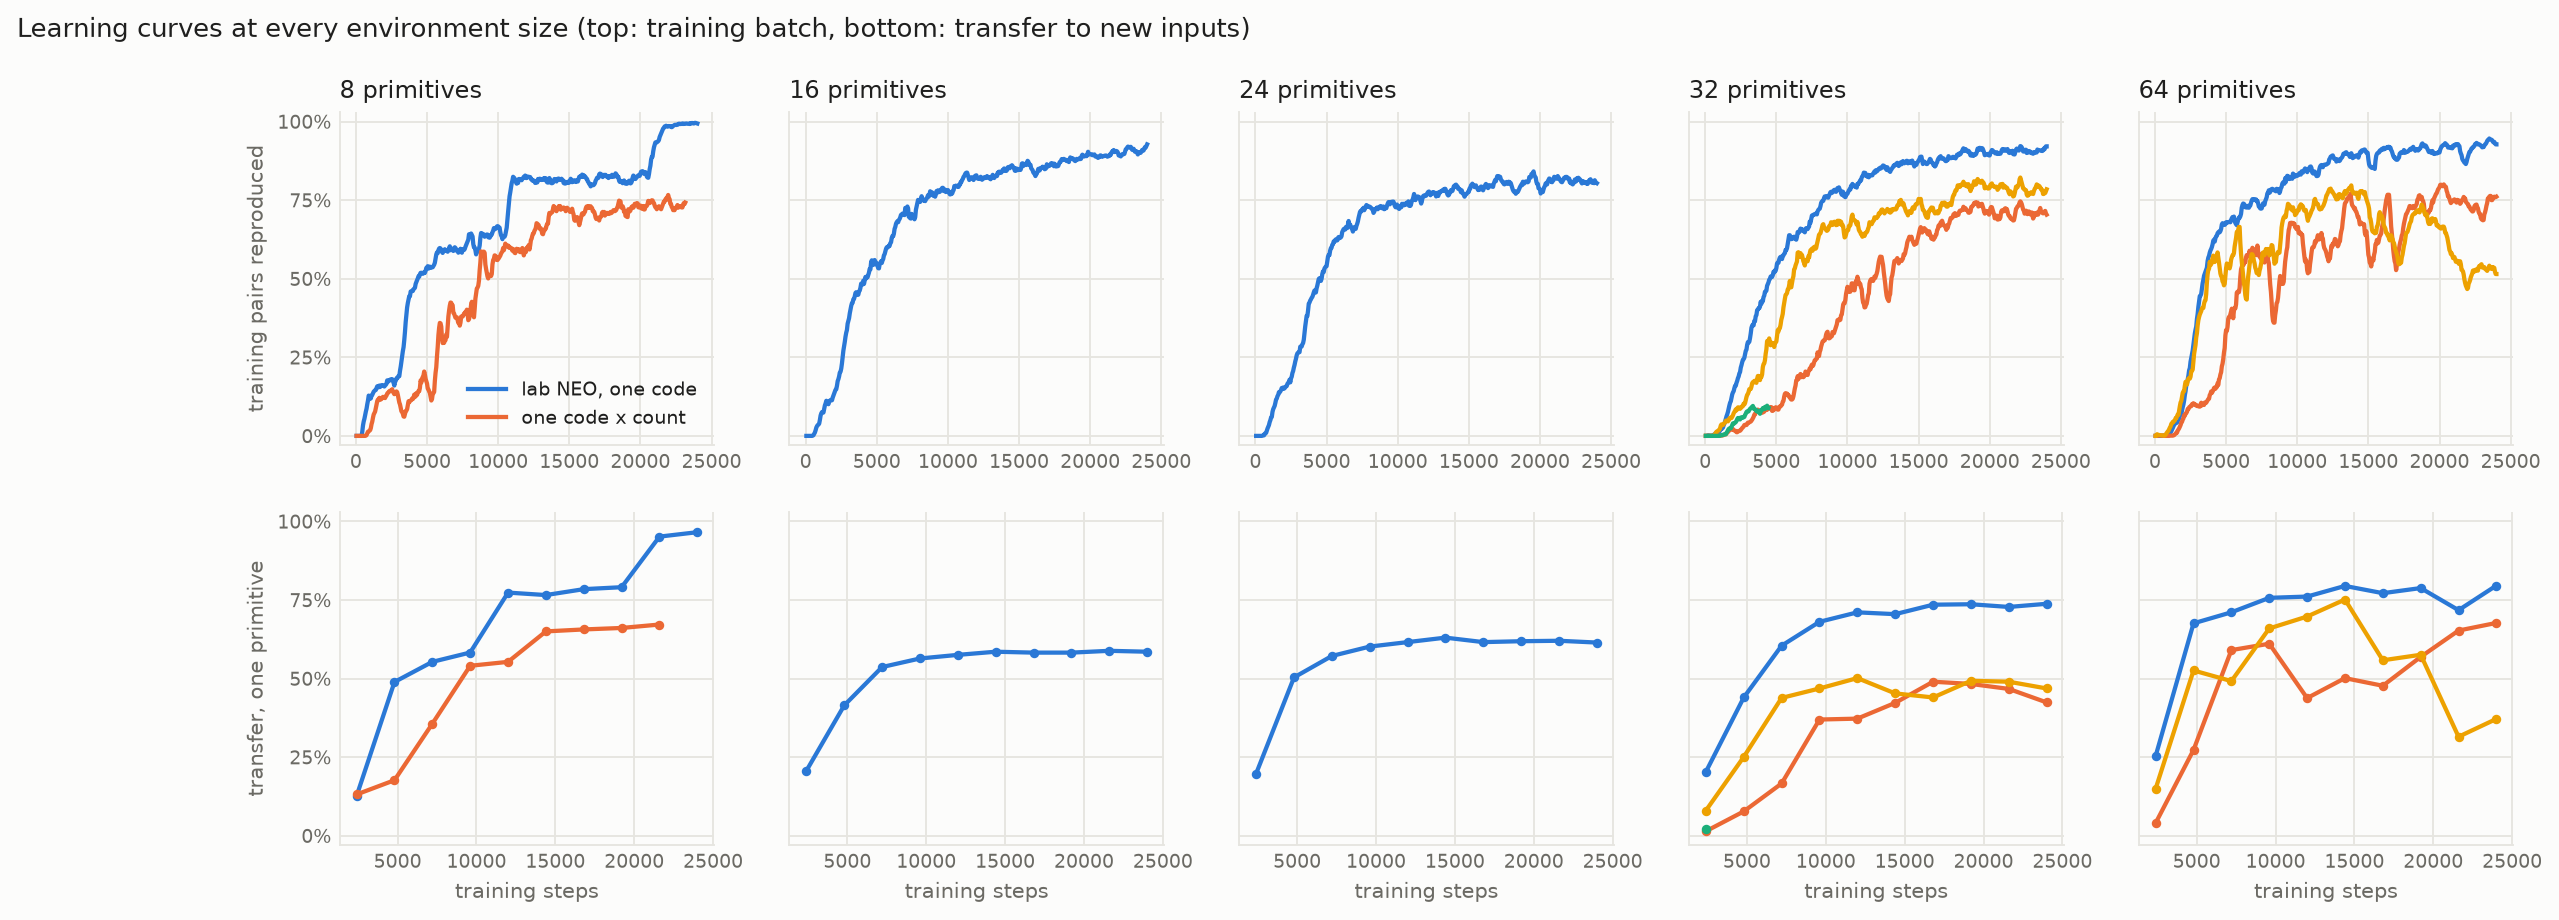 Learning curves at every environment size (top: training batch, bottom: transfer to new inputs)
8 primitives
16 primitives
24 primitives
32 primitives
64 primitives
training pairs reproduced
100%
75%
50%
25%
0%
lab NEO, one code
one code x count
0 5000 10000 15000 20000 25000
0 5000 10000 15000 20000 25000
0 5000 10000 15000 20000 25000
0 5000 10000 15000 20000 25000
0 5000 10000 15000 20000 25000
transfer, one primitive
100%
75%
50%
25%
0%
5000 10000 15000 20000 25000
5000 10000 15000 20000 25000
5000 10000 15000 20000 25000
5000 10000 15000 20000 25000
5000 10000 15000 20000 25000
training steps
training steps
training steps
training steps
training steps